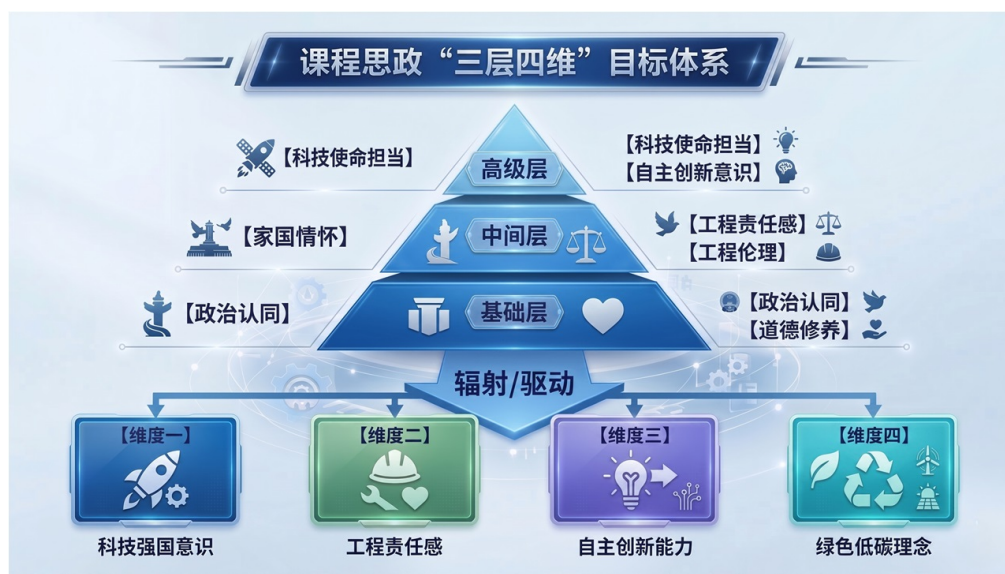 课程思政“三层四维”目标体系
【科技使命担当】
高级层
【科技使命担当】
【自主创新意识】
【家国情怀】
中间层
【工程责任感】
【工程伦理】
【政治认同】
基础层
【政治认同】
【道德修养】
辐射/驱动
【维度一】
【维度二】
【维度三】
【维度四】
科技强国意识
工程责任感
自主创新能力
绿色低碳理念